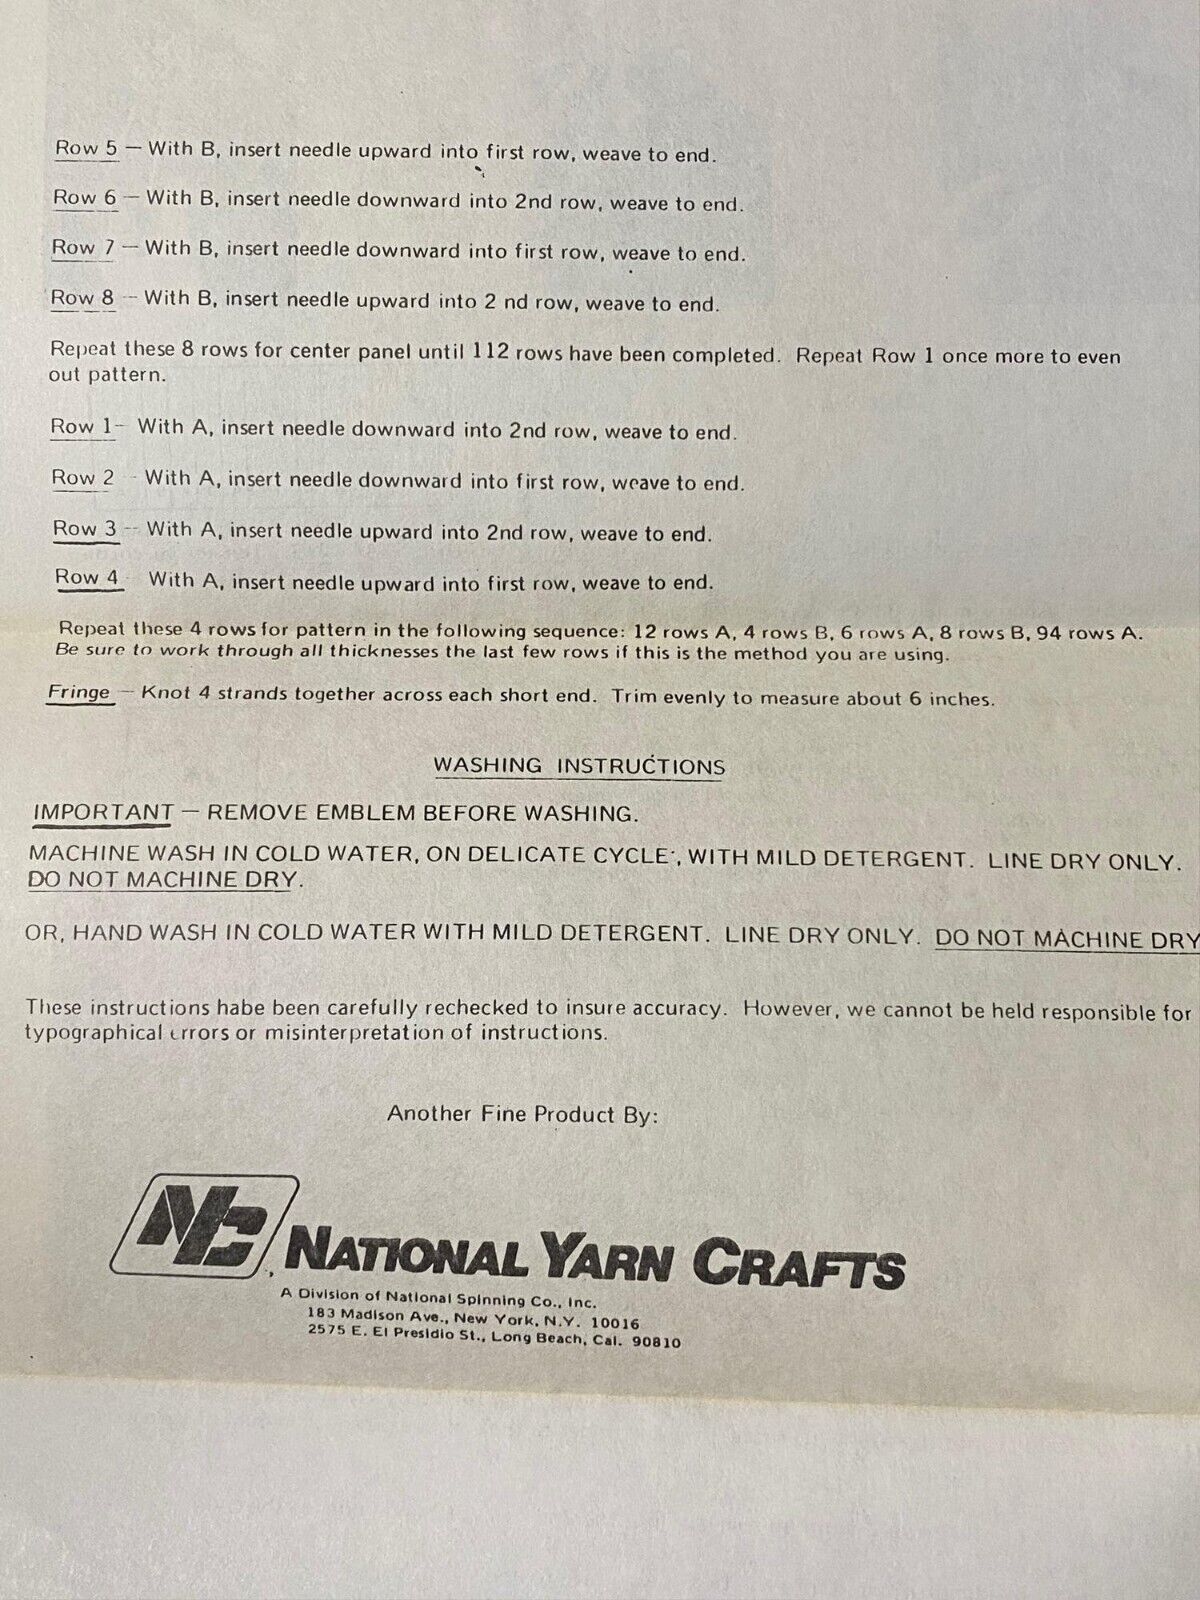 Row 5 — With B, insert needle upward into first row, weave to end.
Row 6 — With B, insert needle downward into 2nd row, weave to end.
Row 7 — With B, insert needle downward into first row, weave to end.
Row 8 — With B, insert needle upward into 2 nd row, weave to end.
Repeat these 8 rows for center panel until 112 rows have been completed. Repeat Row 1 once more to even
out pattern.
Row 1- With A, insert needle downward into 2nd row, weave to end.
Row 2 - With A, insert needle downward into first row, weave to end.
Row 3 -- With A, insert needle upward into 2nd row, weave to end.
Row 4 - With A, insert needle upward into first row, weave to end.
Repeat these 4 rows for pattern in the following sequence: 12 rows A, 4 rows B, 6 rows A, 8 rows B, 94 rows A.
Be sure to work through all thicknesses the last few rows if this is the method you are using.
Fringe — Knot 4 strands together across each short end. Trim evenly to measure about 6 inches.
WASHING INSTRUCTIONS
IMPORTANT — REMOVE EMBLEM BEFORE WASHING.
MACHINE WASH IN COLD WATER, ON DELICATE CYCLE, WITH MILD DETERGENT. LINE DRY ONLY.
DO NOT MACHINE DRY.
OR, HAND WASH IN COLD WATER WITH MILD DETERGENT. LINE DRY ONLY. DO NOT MACHINE DRY
These instructions habe been carefully rechecked to insure accuracy. However, we cannot be held responsible for
typographical errors or misinterpretation of instructions.
Another Fine Product By:
NYC NATIONAL YARN CRAFTS
A Division of National Spinning Co., Inc.
183 Madison Ave., New York, N.Y. 10016
2575 E. El Presidio St., Long Beach, Cal. 90810